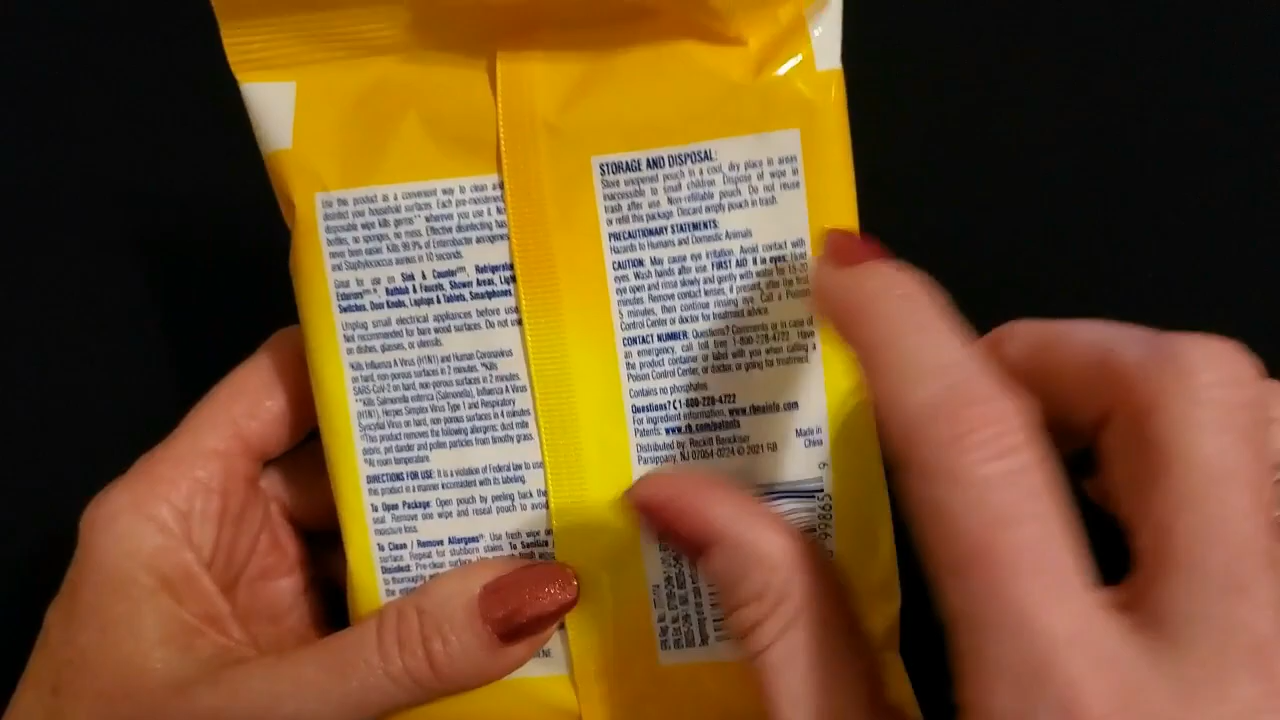 Use this product as a convenient way to clean and
disinfect your household surfaces. Each pre-moistened
disposable wipe kills germs** wherever you use it. No
bottles, no sponges, no mess. Effective disinfecting has
never been easier. Kills 99.9% of Enterobacter aerogenes
and Staphylococcus aureus in 10 seconds.
Great for use on Sink & Counter, Refrigerator
Exteriors, Bathtub & Faucets, Shower Areas, Light
Switches, Door Knobs, Laptops & Tablets, Smartphones.
Unplug small electrical appliances before use.
Not recommended for bare wood surfaces. Do not use
on dishes, glasses, or utensils.
*Kills Influenza A Virus (H1N1) and Human Coronavirus
on hard, non-porous surfaces in 2 minutes. *Kills
SARS-CoV-2 on hard, non-porous surfaces in 2 minutes.
**Kills Salmonella enterica (Salmonella), Influenza A Virus
(H1N1), Herpes Simplex Virus Type 1 and Respiratory
Syncytial Virus on hard, non-porous surfaces in 4 minutes
This product removes the following allergens: dust mite
debris, pet dander and pollen particles from timothy grass.
At room temperature.
DIRECTIONS FOR USE: It is a violation of Federal law to use
this product in a manner inconsistent with its labeling.
To Open Package: Open pouch by peeling back the
seal. Remove one wipe and reseal pouch to avoid
moisture loss.
To Clean / Remove Allergens: Use fresh wipe on
surface. Repeat for stubborn stains. To Sanitize /
Disinfect: Pre-clean surface.
to thoroughly
STORAGE AND DISPOSAL:
Store unopened pouch in a cool, dry place in areas
inaccessible to small children. Dispose of wipe in
trash after use. Non-refillable pouch. Do not reuse
or refill this package. Discard empty pouch in trash.
PRECAUTIONARY STATEMENTS:
Hazards to Humans and Domestic Animals
CAUTION: May cause eye irritation. Avoid contact with
eyes. Wash hands after use. FIRST AID: If in eyes: Hold
eye open and rinse slowly and gently with water for 15-20
minutes. Remove contact lenses, if present, after the first
5 minutes, then continue rinsing eye. Call a Poison
Control Center or doctor for treatment advice.
CONTACT NUMBER: Questions? Comments or in case of
an emergency, call toll free 1-800-228-4722. Have
the product container or label with you when calling a
Poison Control Center, or doctor, or going for treatment.
Contains no phosphates
Questions? 1-800-228-4722
For ingredient information, www.rbnainfo.com
Patents: www.rb.com/patents
Distributed by: Reckitt Benckiser
Parsippany, NJ 07054-0224 © 2021 RB
Made in
China
99865 9